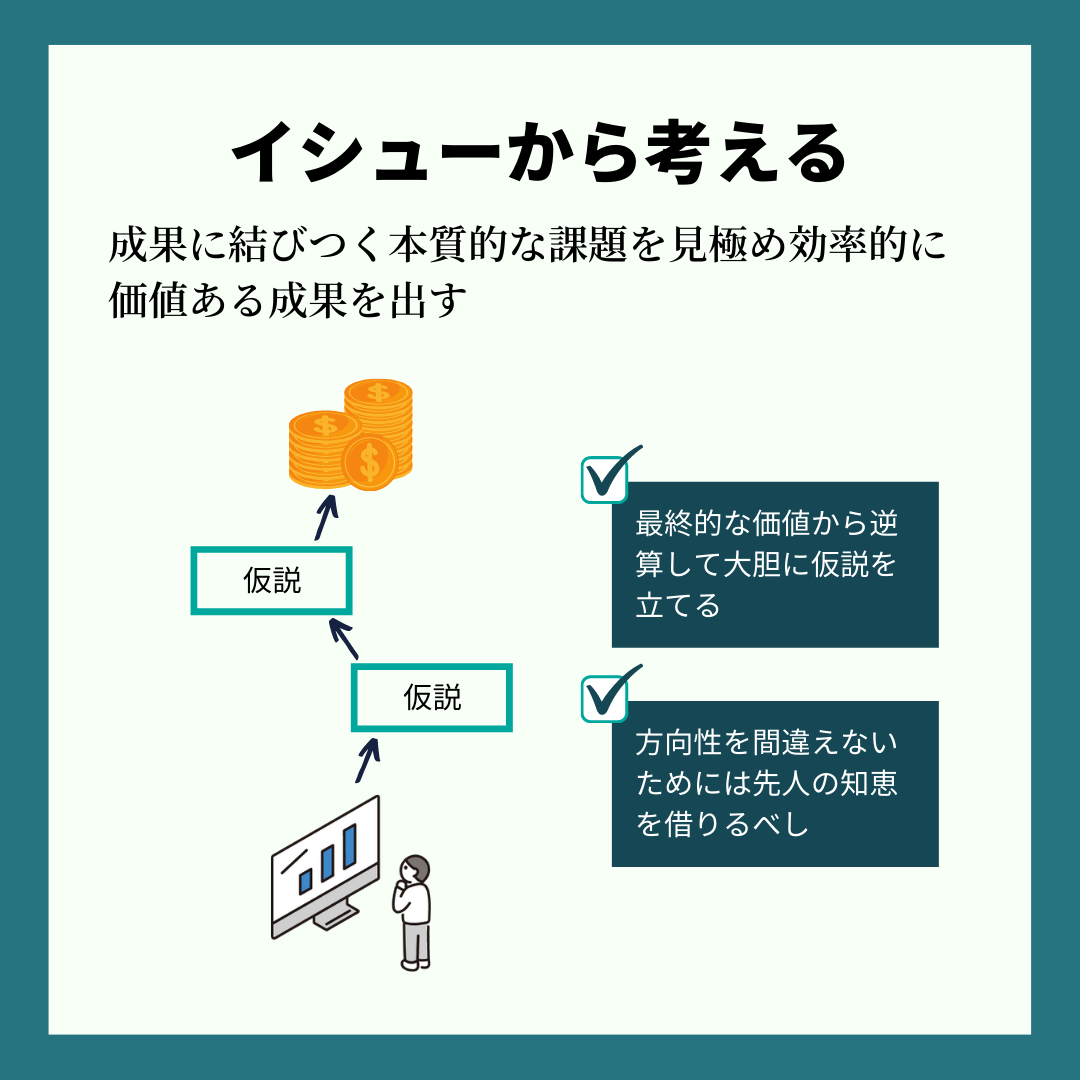 イシューから考える
成果に結びつく本質的な課題を見極め効率的に
価値ある成果を出す
仮説
仮説
最終的な価値から逆
算して大胆に仮説を
立てる
方向性を間違えない
ためには先人の知恵
を借りるべし